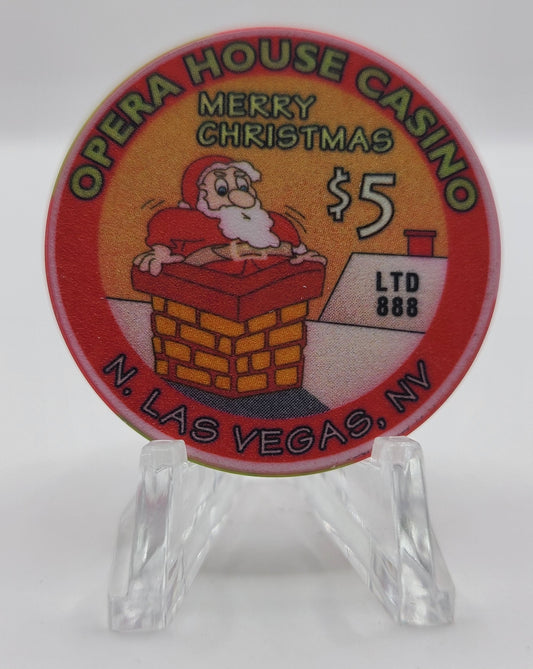 OPERA HOUSE CASINO
MERRY
CHRISTMAS
$5
LTD
888
N. LAS VEGAS, NV